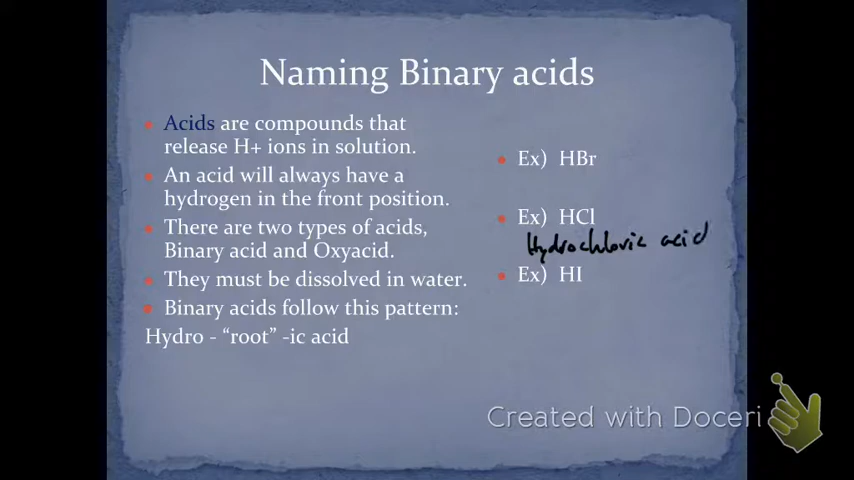 Naming Binary acids
Acids are compounds that
release H+ ions in solution.
An acid will always have a
hydrogen in the front position.
There are two types of acids,
Binary acid and Oxyacid.
They must be dissolved in water.
Binary acids follow this pattern:
Hydro - “root” -ic acid
Ex) HBr
Ex) HCl
Hydrochloric acid
Ex) HI
Created with Doceri